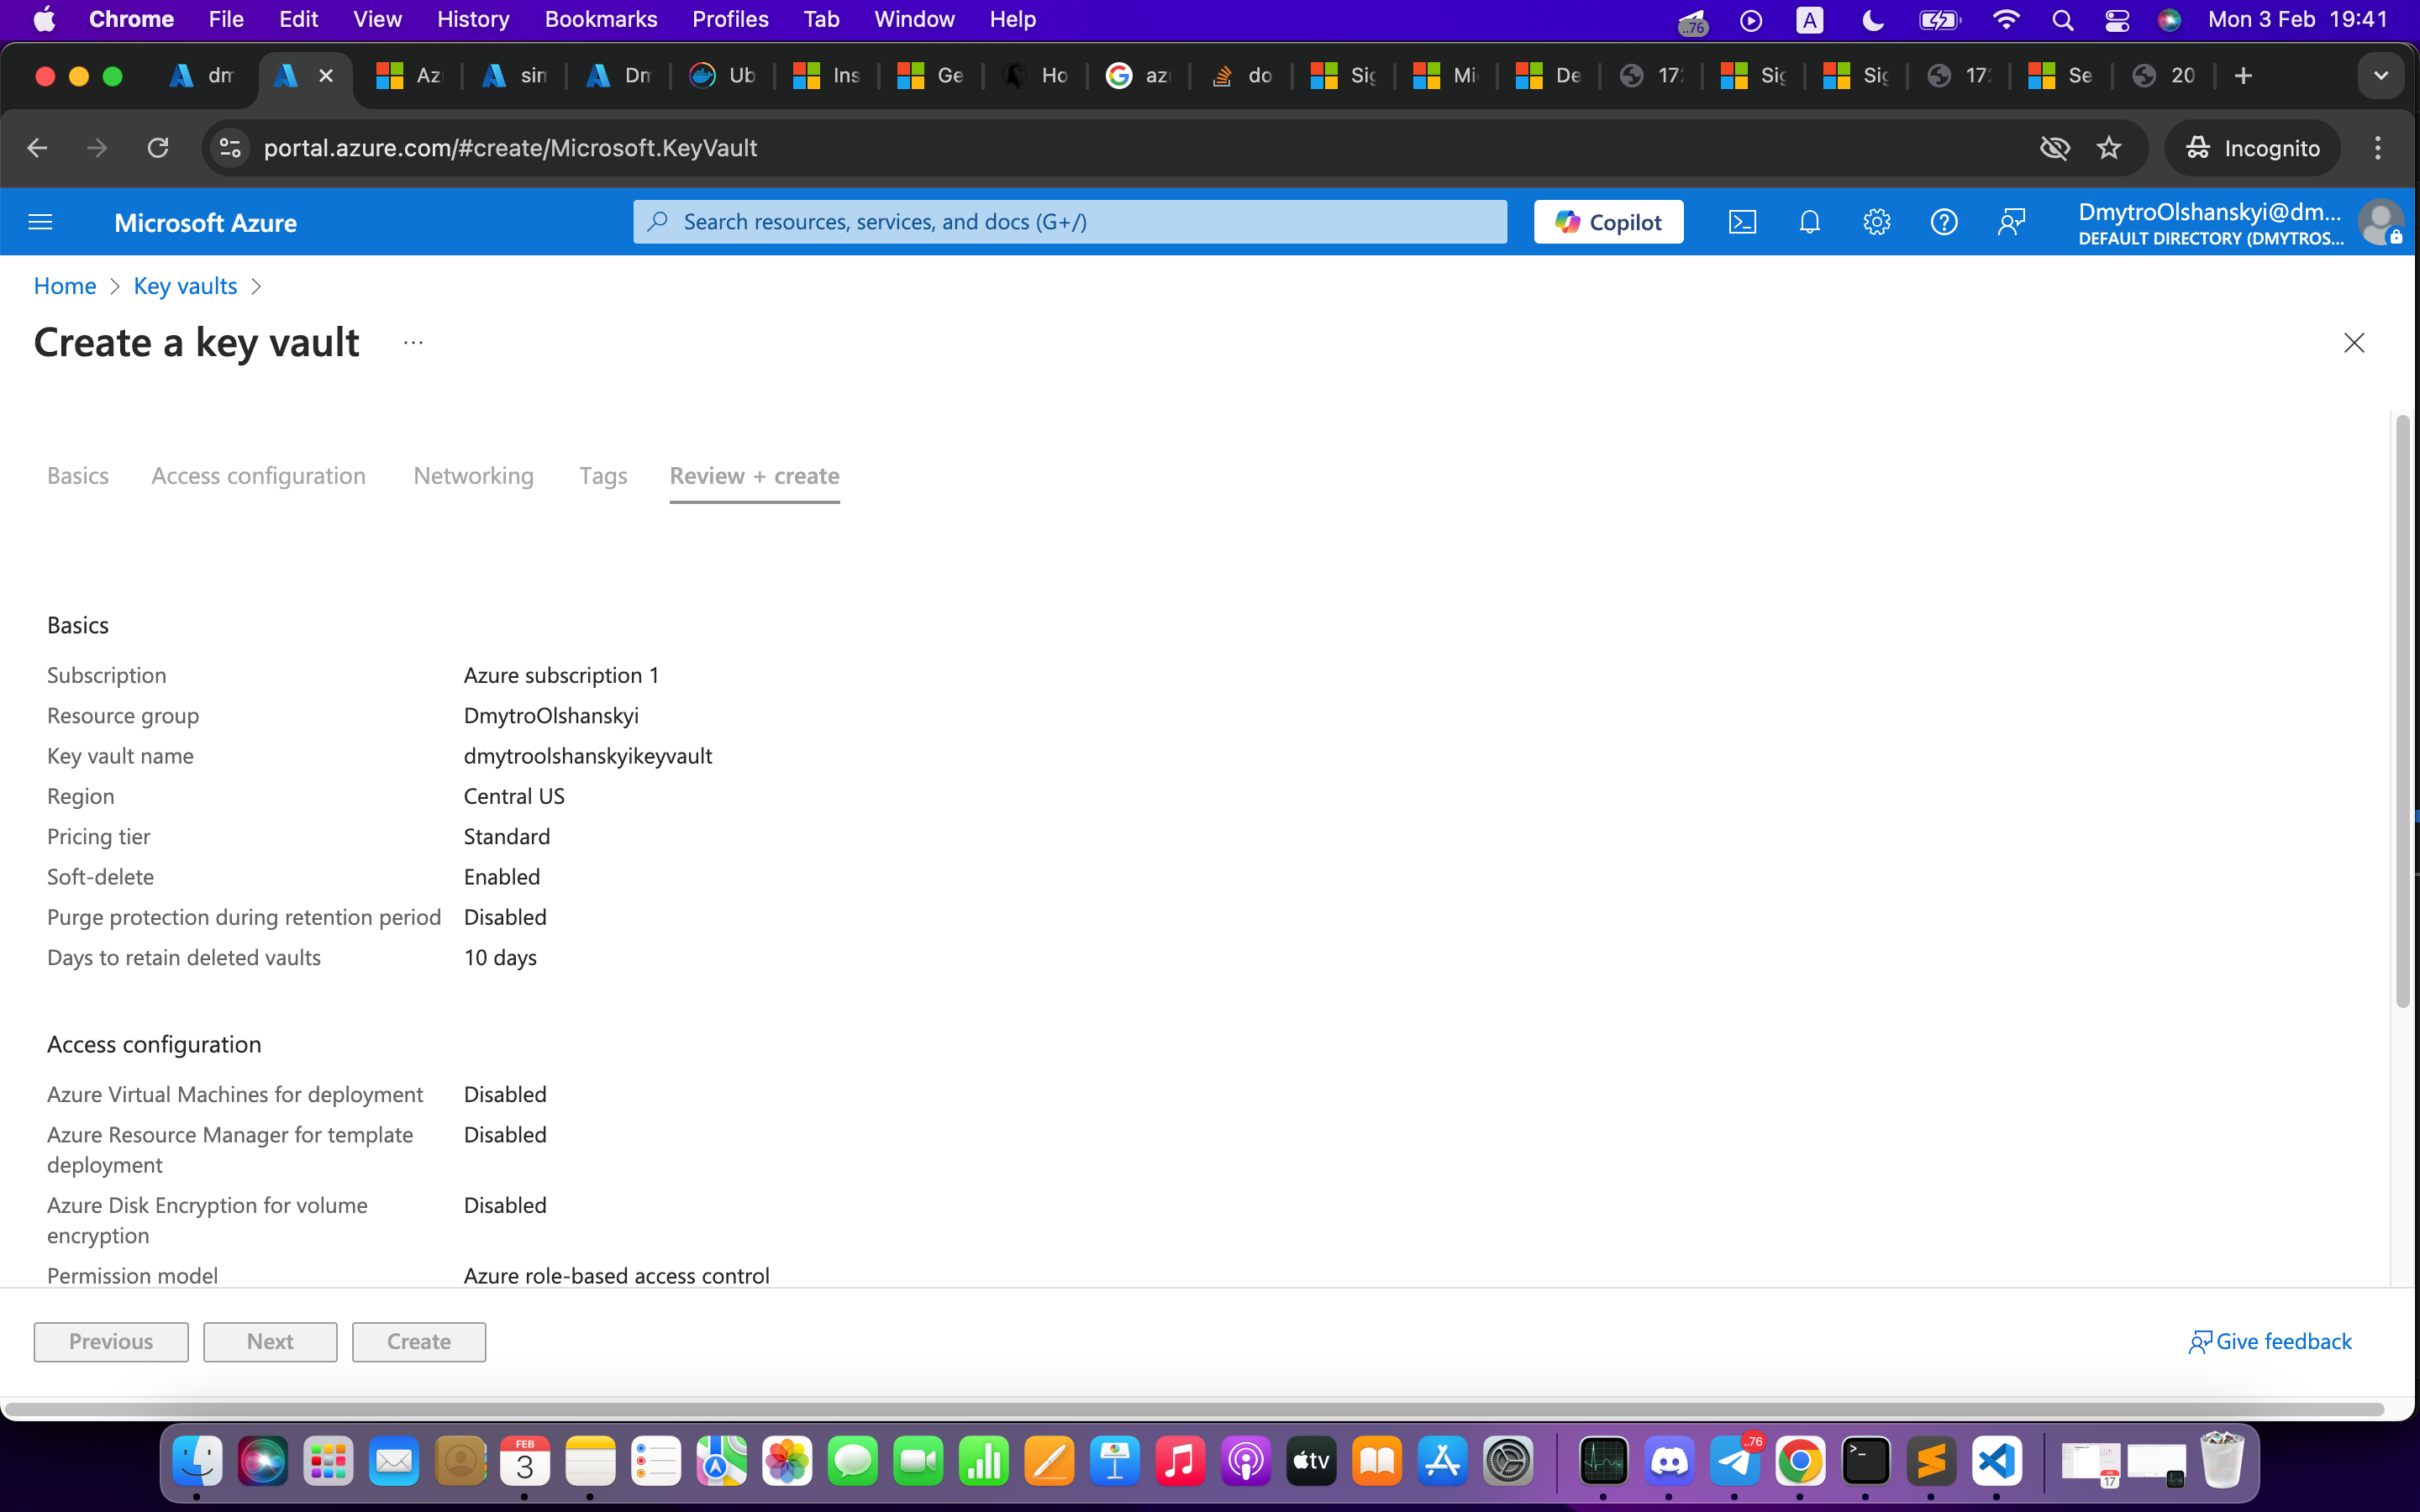 Chrome File Edit View History Bookmarks Profiles Tab Window Help ..76 A Mon 3 Feb 19:41
dm Az sim Dm Ub Ins Ge Ho azu do Sig Mi De 17 Sig Sig 17 Se 20
portal.azure.com/#create/Microsoft.KeyVault Incognito
Microsoft Azure Search resources, services, and docs (G+/) Copilot DmytroOlshanskyi@dm...
DEFAULT DIRECTORY (DMYTROS...
Home > Key vaults >
Create a key vault ...
Basics Access configuration Networking Tags Review + create
Basics
Subscription Azure subscription 1
Resource group DmytroOlshanskyi
Key vault name dmytroolshanskyikeyvault
Region Central US
Pricing tier Standard
Soft-delete Enabled
Purge protection during retention period Disabled
Days to retain deleted vaults 10 days
Access configuration
Azure Virtual Machines for deployment Disabled
Azure Resource Manager for template Disabled
deployment
Azure Disk Encryption for volume Disabled
encryption
Permission model Azure role-based access control
Previous Next Create Give feedback
FEB
3
tv
..76
17